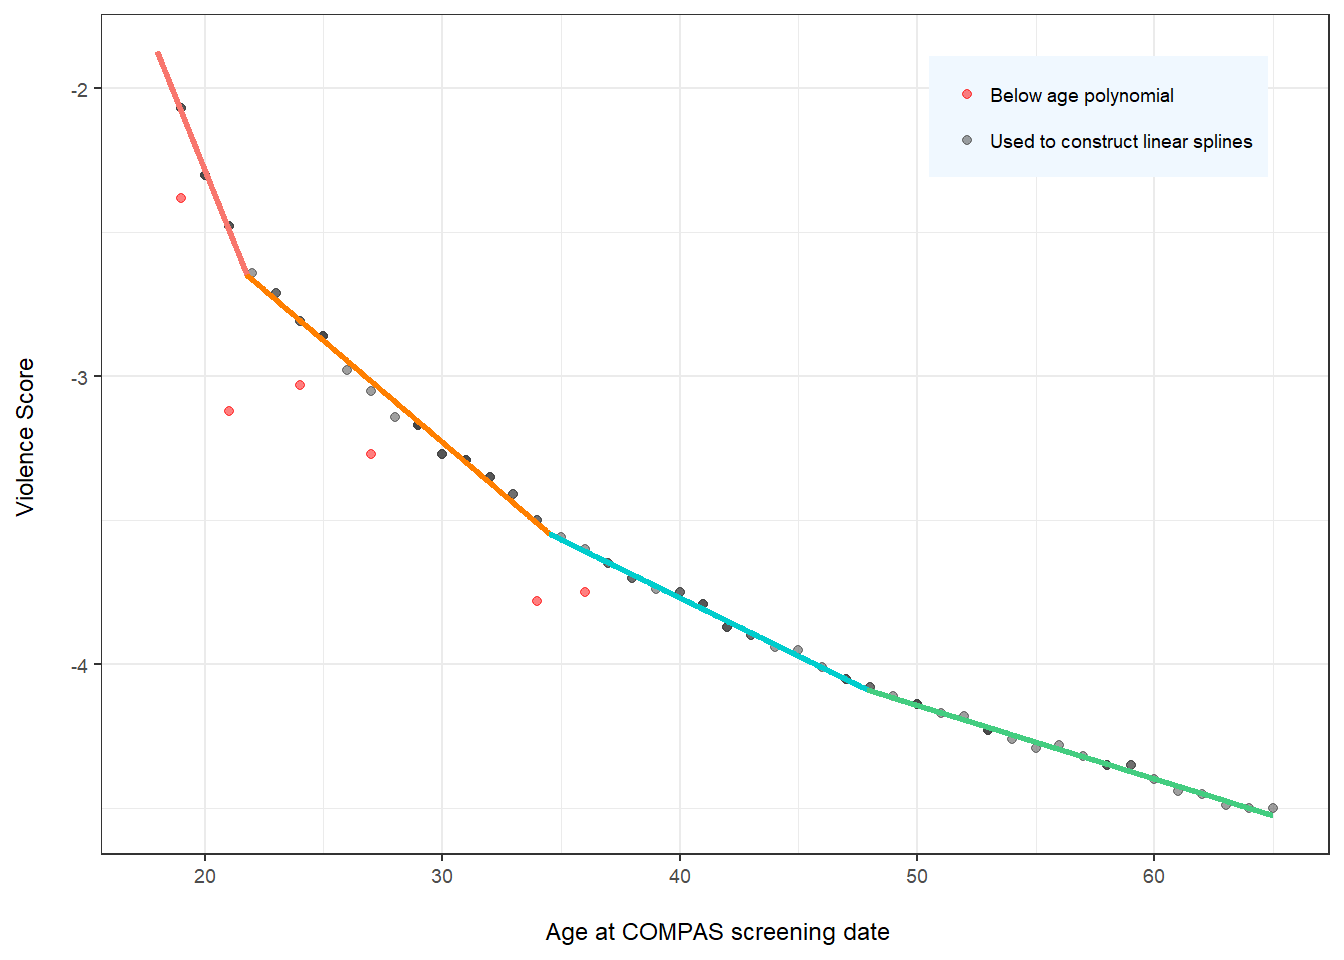 Below age polynomial
Used to construct linear splines
-2
-3
-4
Violence Score
20 30 40 50 60
Age at COMPAS screening date